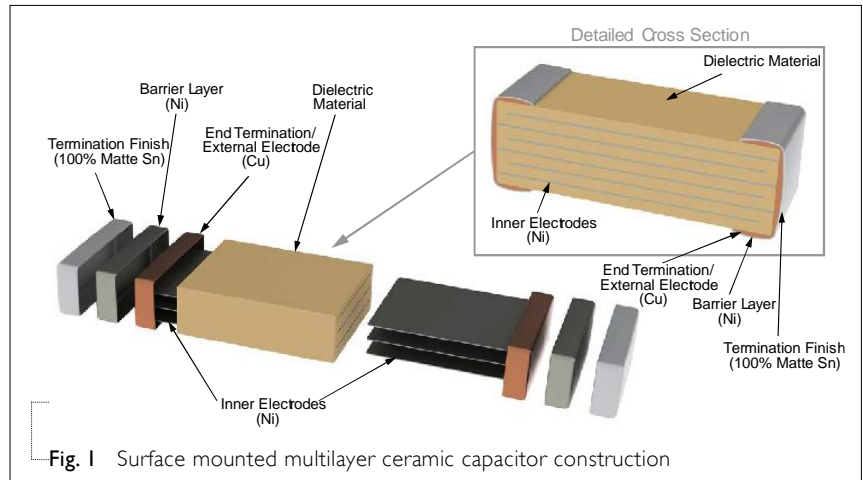 Detailed Cross Section
Dielectric Material
Inner Electrodes
(Ni)
End Termination/
External Electrode
(Cu)
Barrier Layer
(Ni)
Termination Finish
(100% Matte Sn)
Barrier Layer
(Ni)
Dielectric
Material
Termination Finish
(100% Matte Sn)
End Termination/
External Electrode
(Cu)
Inner Electrodes
(Ni)
Fig. 1 Surface mounted multilayer ceramic capacitor construction